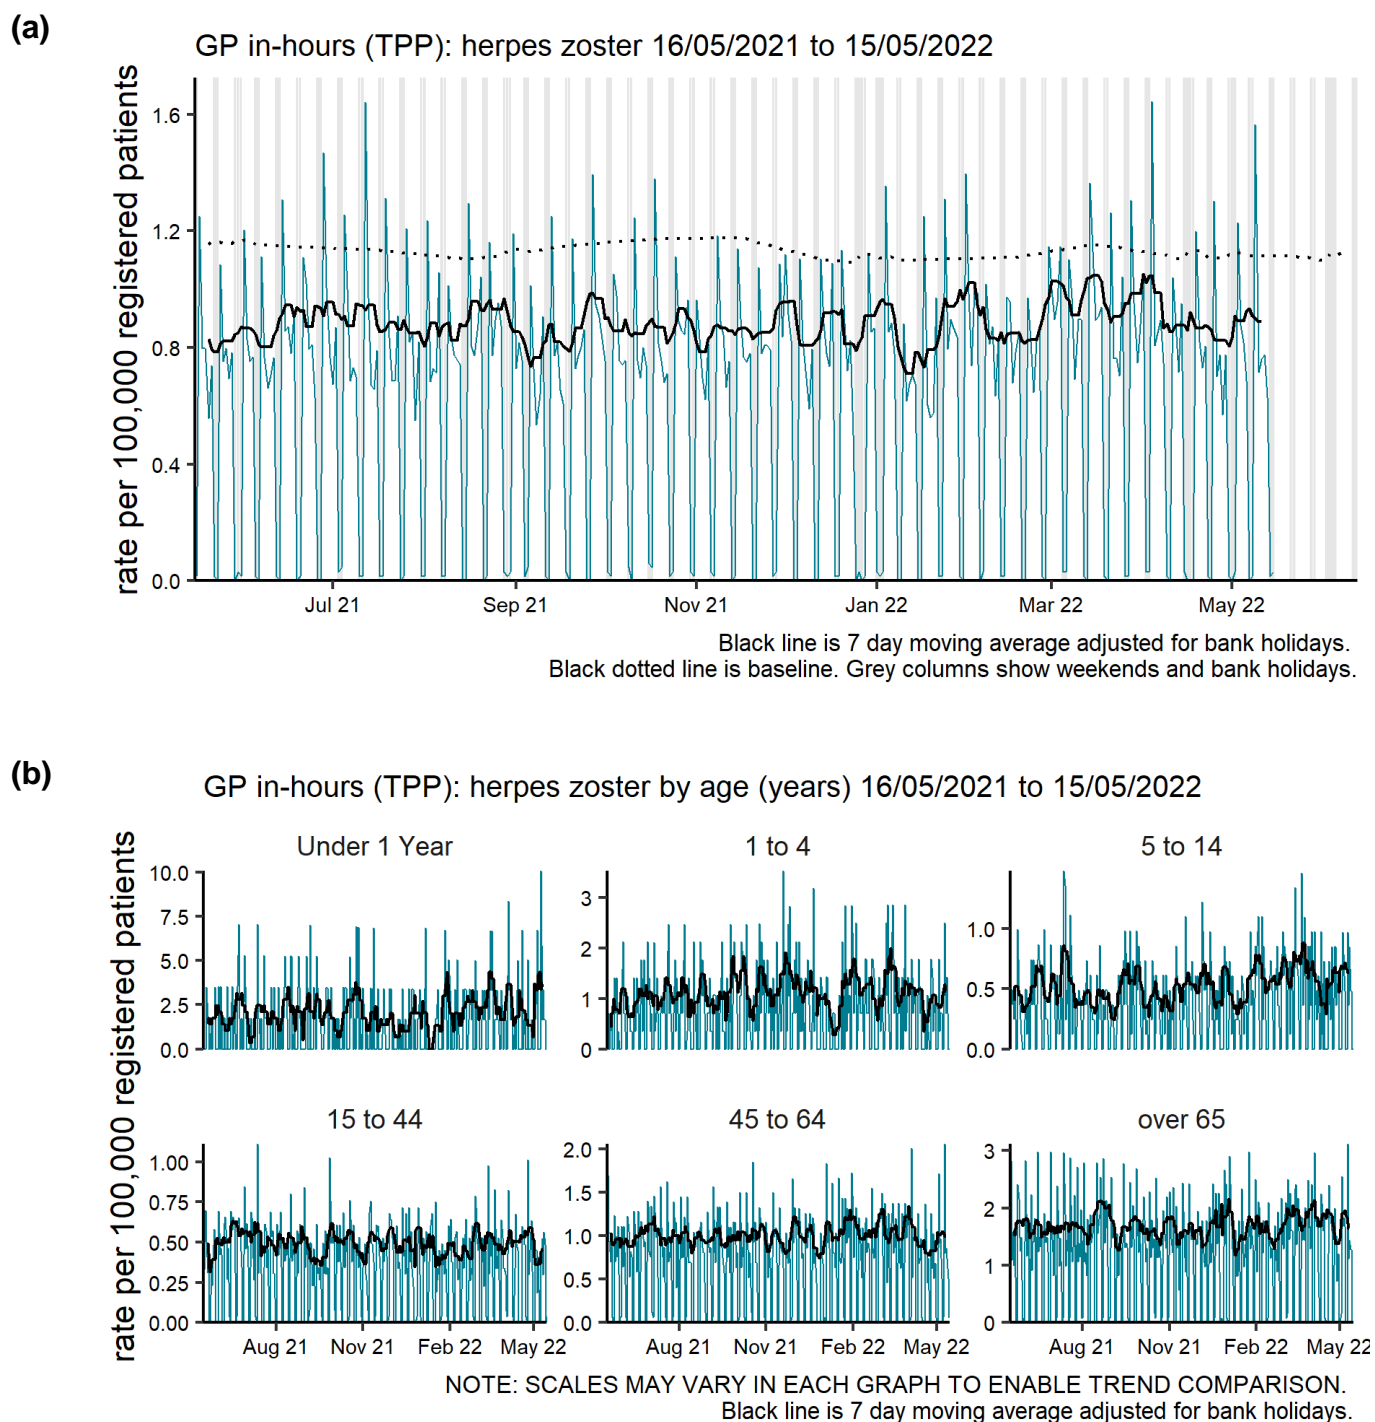 (a)
GP in-hours (TPP): herpes zoster 16/05/2021 to 15/05/2022
rate per 100,000 registered patients
1.6
1.2
0.8
0.4
0.0
Jul 21 Sep 21 Nov 21 Jan 22 Mar 22 May 22
Black line is 7 day moving average adjusted for bank holidays.
Black dotted line is baseline. Grey columns show weekends and bank holidays.
(b)
GP in-hours (TPP): herpes zoster by age (years) 16/05/2021 to 15/05/2022
rate per 100,000 registered patients
Under 1 Year
10.0
7.5
5.0
2.5
0.0
1 to 4
3
2
1
0
5 to 14
1.0
0.5
0.0
15 to 44
1.00
0.75
0.50
0.25
0.00
Aug 21 Nov 21 Feb 22 May 22
45 to 64
2.0
1.5
1.0
0.5
0.0
Aug 21 Nov 21 Feb 22 May 22
over 65
3
2
1
0
Aug 21 Nov 21 Feb 22 May 22
NOTE: SCALES MAY VARY IN EACH GRAPH TO ENABLE TREND COMPARISON.
Black line is 7 day moving average adjusted for bank holidays.